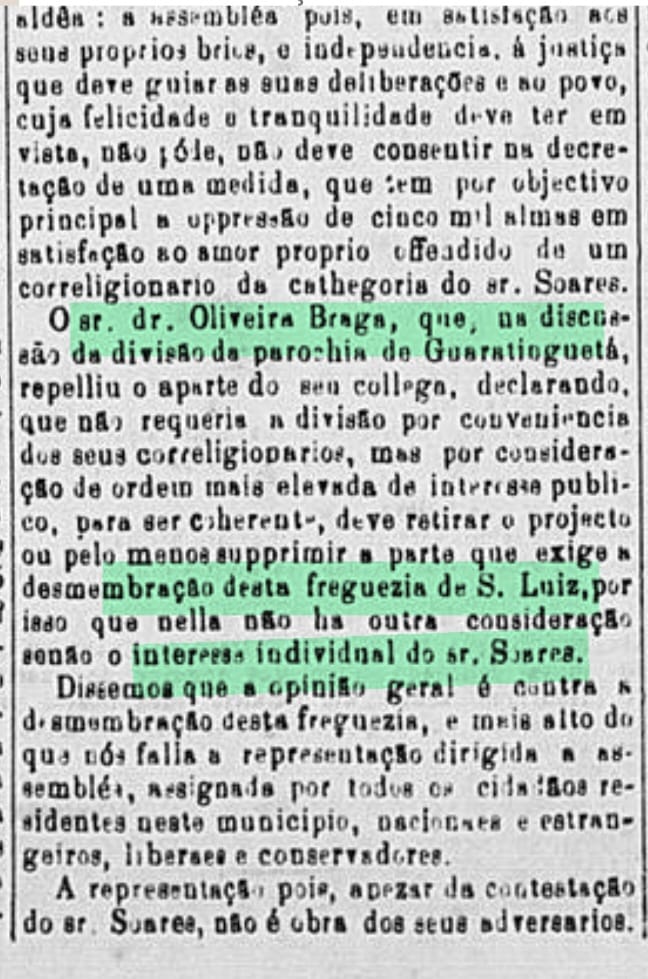 aldêa : a assembléa pois, em satisfação aos
seus proprios brios, e independencia, á justiça
que deve guiar as suas deliberações e ao povo,
cuja felicidade e tranquilidade deve ter em
vista, não póde, não deve consentir na decre-
tação de uma medida, que tem por objectivo
principal a oppressão de cinco mil almas em
satisfação ao amor proprio offendido de um
correligionario da cathegoria do sr. Soares.
O sr. dr. Oliveira Braga, que, na discus-
são da divisão da parochia de Guaratinguetá,
repelliu o aparte do seu collega, declarando,
que não requeria a divisão por conveniencia
dos seus correligionarios, mas por considera-
ção de ordem mais elevada de interesse publi-
co, para ser coherente, deve retirar o projecto
ou pelo menos supprimir a parte que exige a
desmembração desta freguezia de S. Luiz, por
isso que nella não ha outra consideração
senão o interesse individual do sr. Soares.
Dissemos que a opinião geral é contra a
desmembração desta freguezia, e mais alto do
que nós falla a representação dirigida a as-
sembléa, assignada por todos os cidadãos re-
sidentes neste municipio, nacionaes e estran-
geiros, liberaes e conservadores.
A representação pois, apezar da contestação
do sr. Soares, não é obra dos seus adversarios.